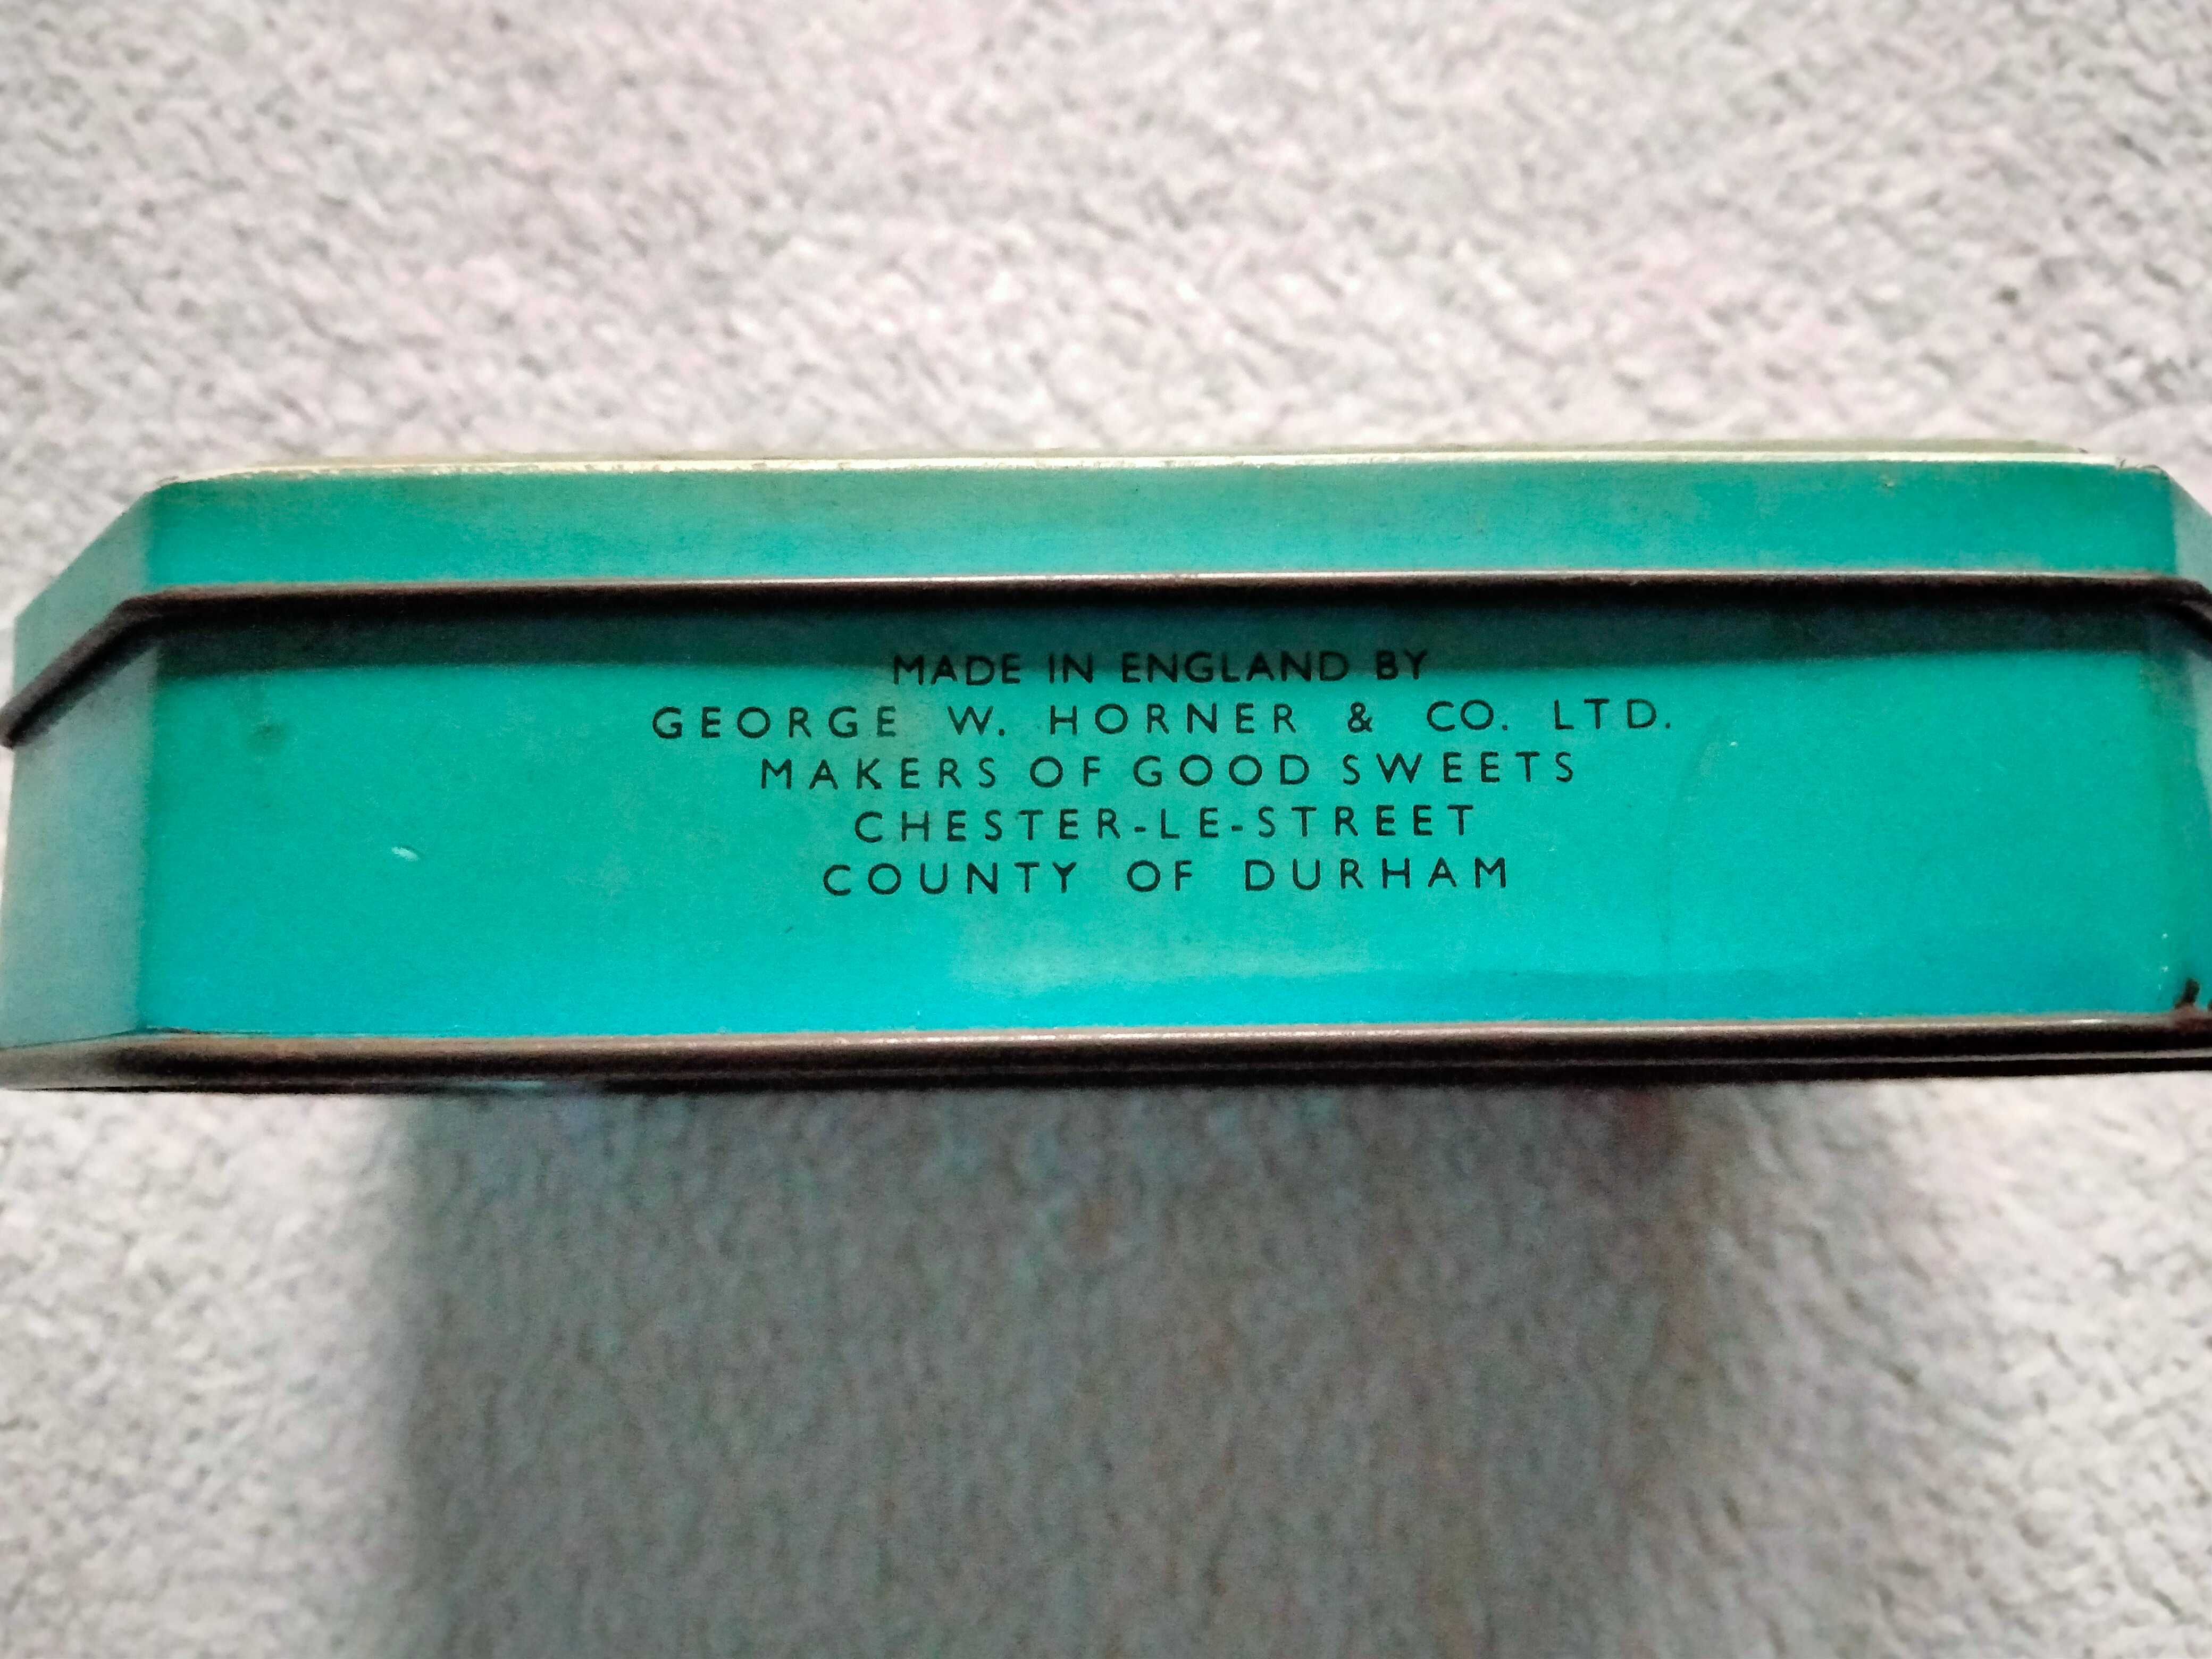 MADE IN ENGLAND BY
GEORGE W. HORNER & CO. LTD.
MAKERS OF GOOD SWEETS
CHESTER-LE-STREET
COUNTY OF DURHAM